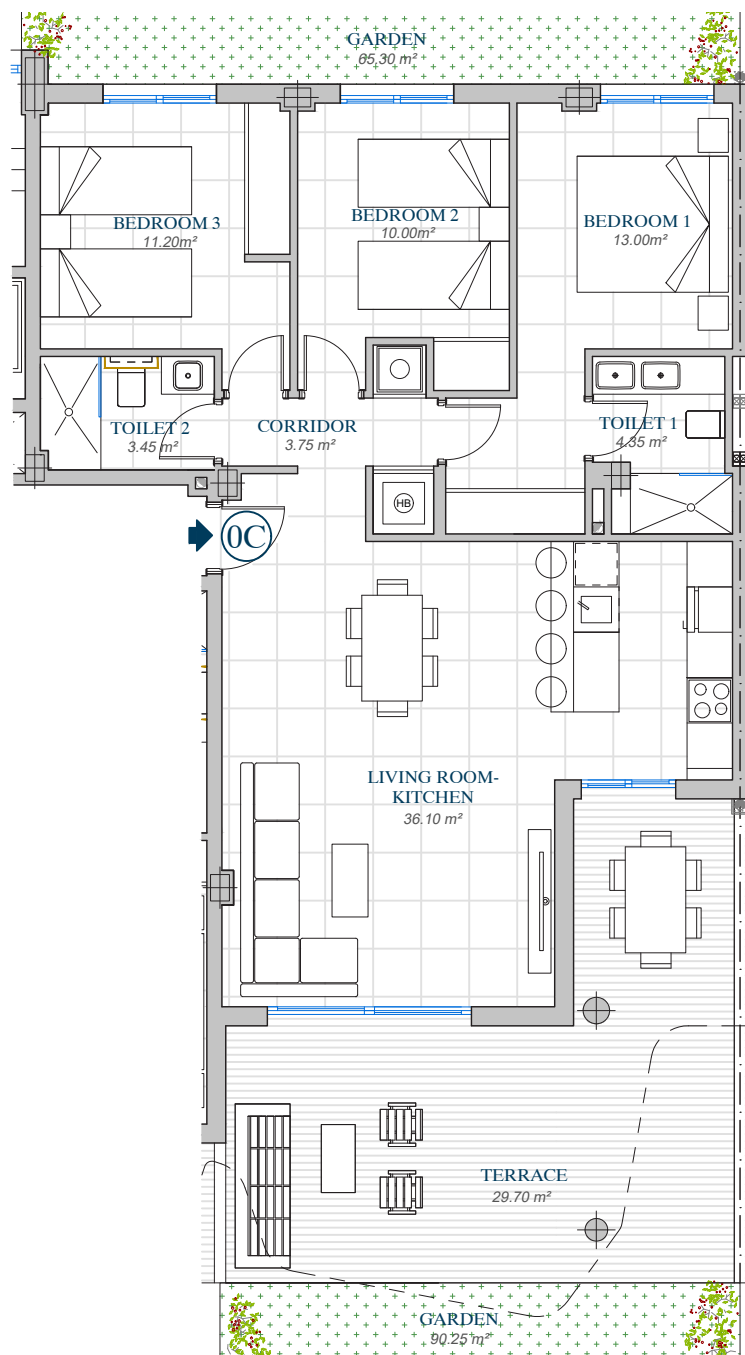 GARDEN
65.30 m²
BEDROOM 3
11.20m²
BEDROOM 2
10.00m²
BEDROOM 1
13.00m²
TOILET 2
3.45 m²
CORRIDOR
3.75 m²
TOILET 1
4.35 m²
HB
0C
LIVING ROOM-
KITCHEN
36.10 m²
TERRACE
29.70 m²
GARDEN
90.25 m²